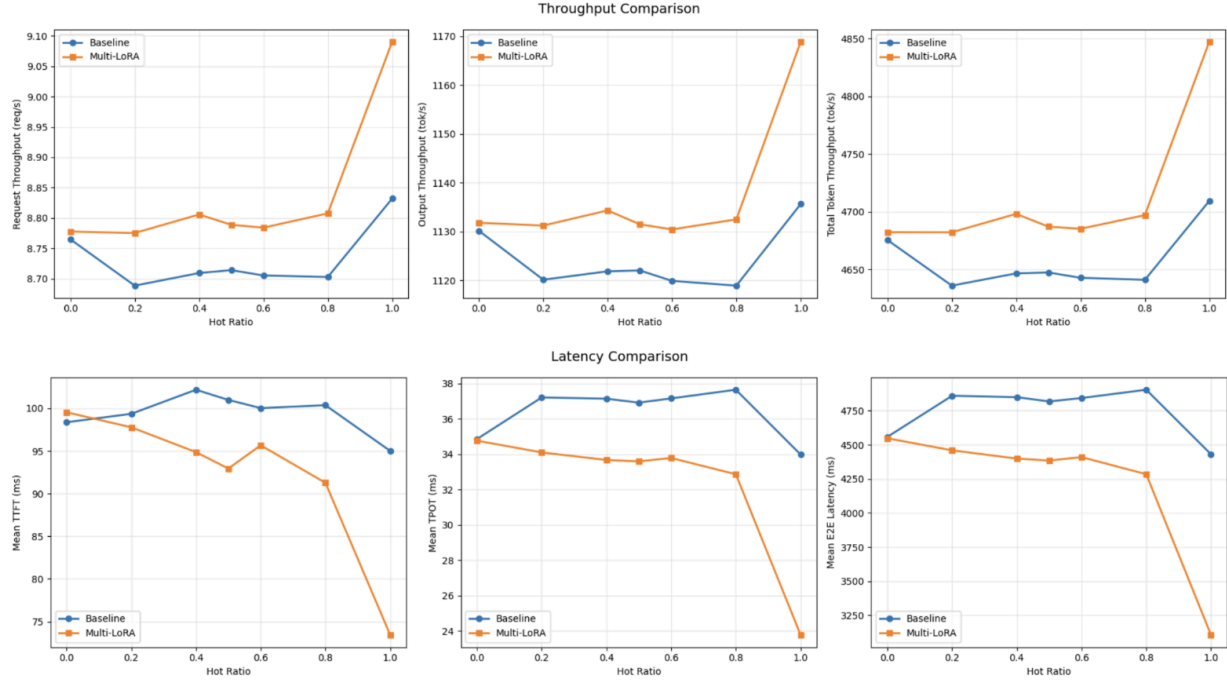 Throughput Comparison
Request Throughput (req/s)
9.10
9.05
9.00
8.95
8.90
8.85
8.80
8.75
8.70
Baseline
Multi-LoRA
0.0 0.2 0.4 0.6 0.8 1.0
Hot Ratio
Output Throughput (tok/s)
1170
1160
1150
1140
1130
1120
Baseline
Multi-LoRA
0.0 0.2 0.4 0.6 0.8 1.0
Hot Ratio
Total Token Throughput (tok/s)
4850
4800
4750
4700
4650
Baseline
Multi-LoRA
0.0 0.2 0.4 0.6 0.8 1.0
Hot Ratio
Latency Comparison
Mean TTFT (ms)
100
95
90
85
80
75
Baseline
Multi-LoRA
0.0 0.2 0.4 0.6 0.8 1.0
Hot Ratio
Mean TPOT (ms)
38
36
34
32
30
28
26
24
Baseline
Multi-LoRA
0.0 0.2 0.4 0.6 0.8 1.0
Hot Ratio
Mean E2E Latency (ms)
4750
4500
4250
4000
3750
3500
3250
Baseline
Multi-LoRA
0.0 0.2 0.4 0.6 0.8 1.0
Hot Ratio